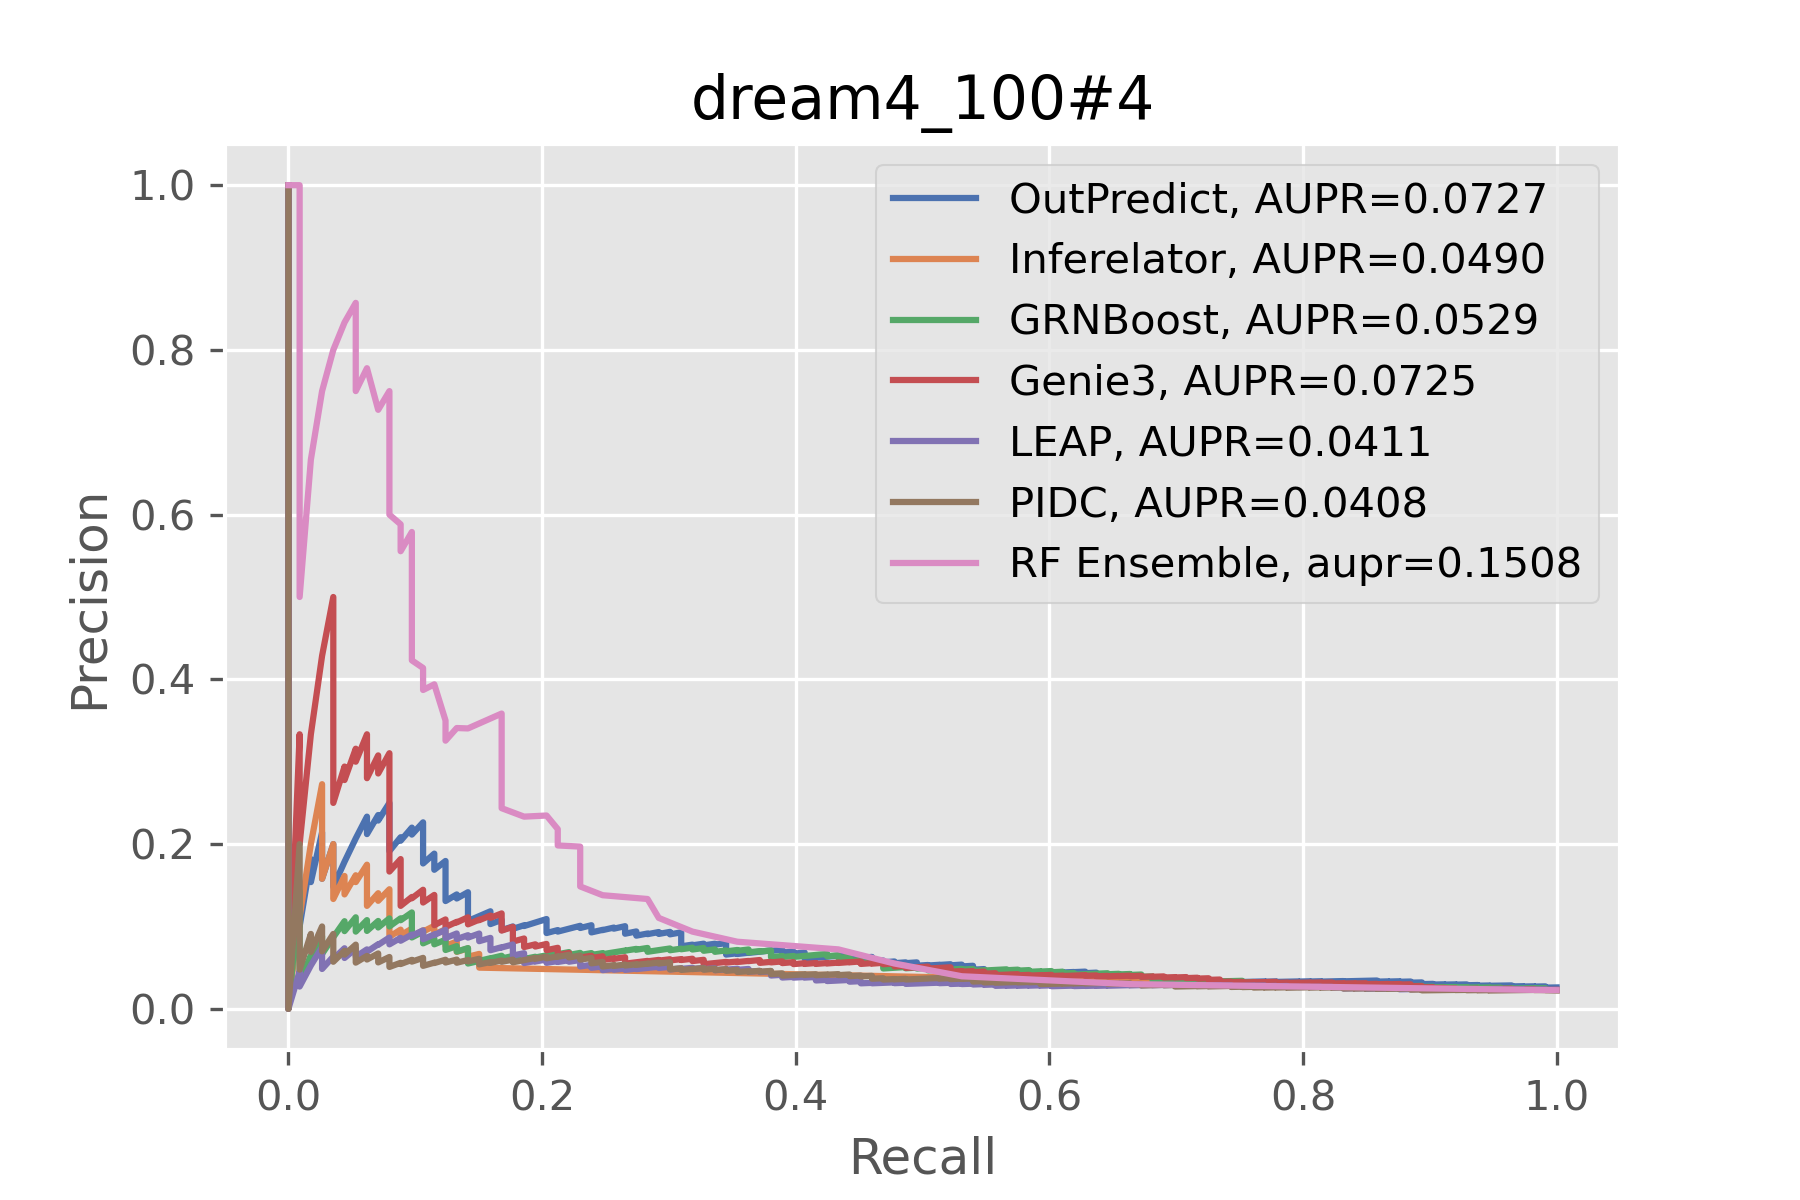 dream4_100#4
OutPredict, AUPR=0.0727
Inferelator, AUPR=0.0490
GRNBoost, AUPR=0.0529
Genie3, AUPR=0.0725
LEAP, AUPR=0.0411
PIDC, AUPR=0.0408
RF Ensemble, aupr=0.1508
Precision
1.0
0.8
0.6
0.4
0.2
0.0
0.0 0.2 0.4 0.6 0.8 1.0
Recall